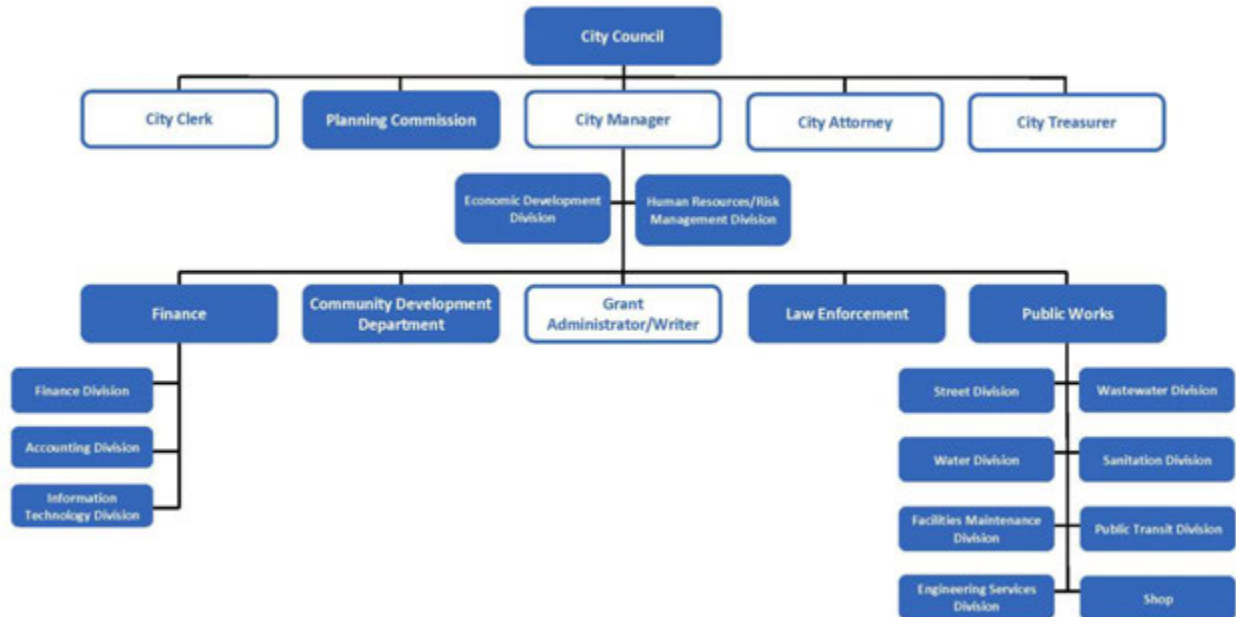 City Council
City Clerk
Planning Commission
City Manager
City Attorney
City Treasurer
Economic Development
Division
Human Resources/Risk
Management Division
Finance
Community Development
Department
Grant
Administrator/Writer
Law Enforcement
Public Works
Finance Division
Accounting Division
Information
Technology Division
Street Division
Wastewater Division
Water Division
Sanitation Division
Facilities Maintenance
Division
Public Transit Division
Engineering Services
Division
Shop